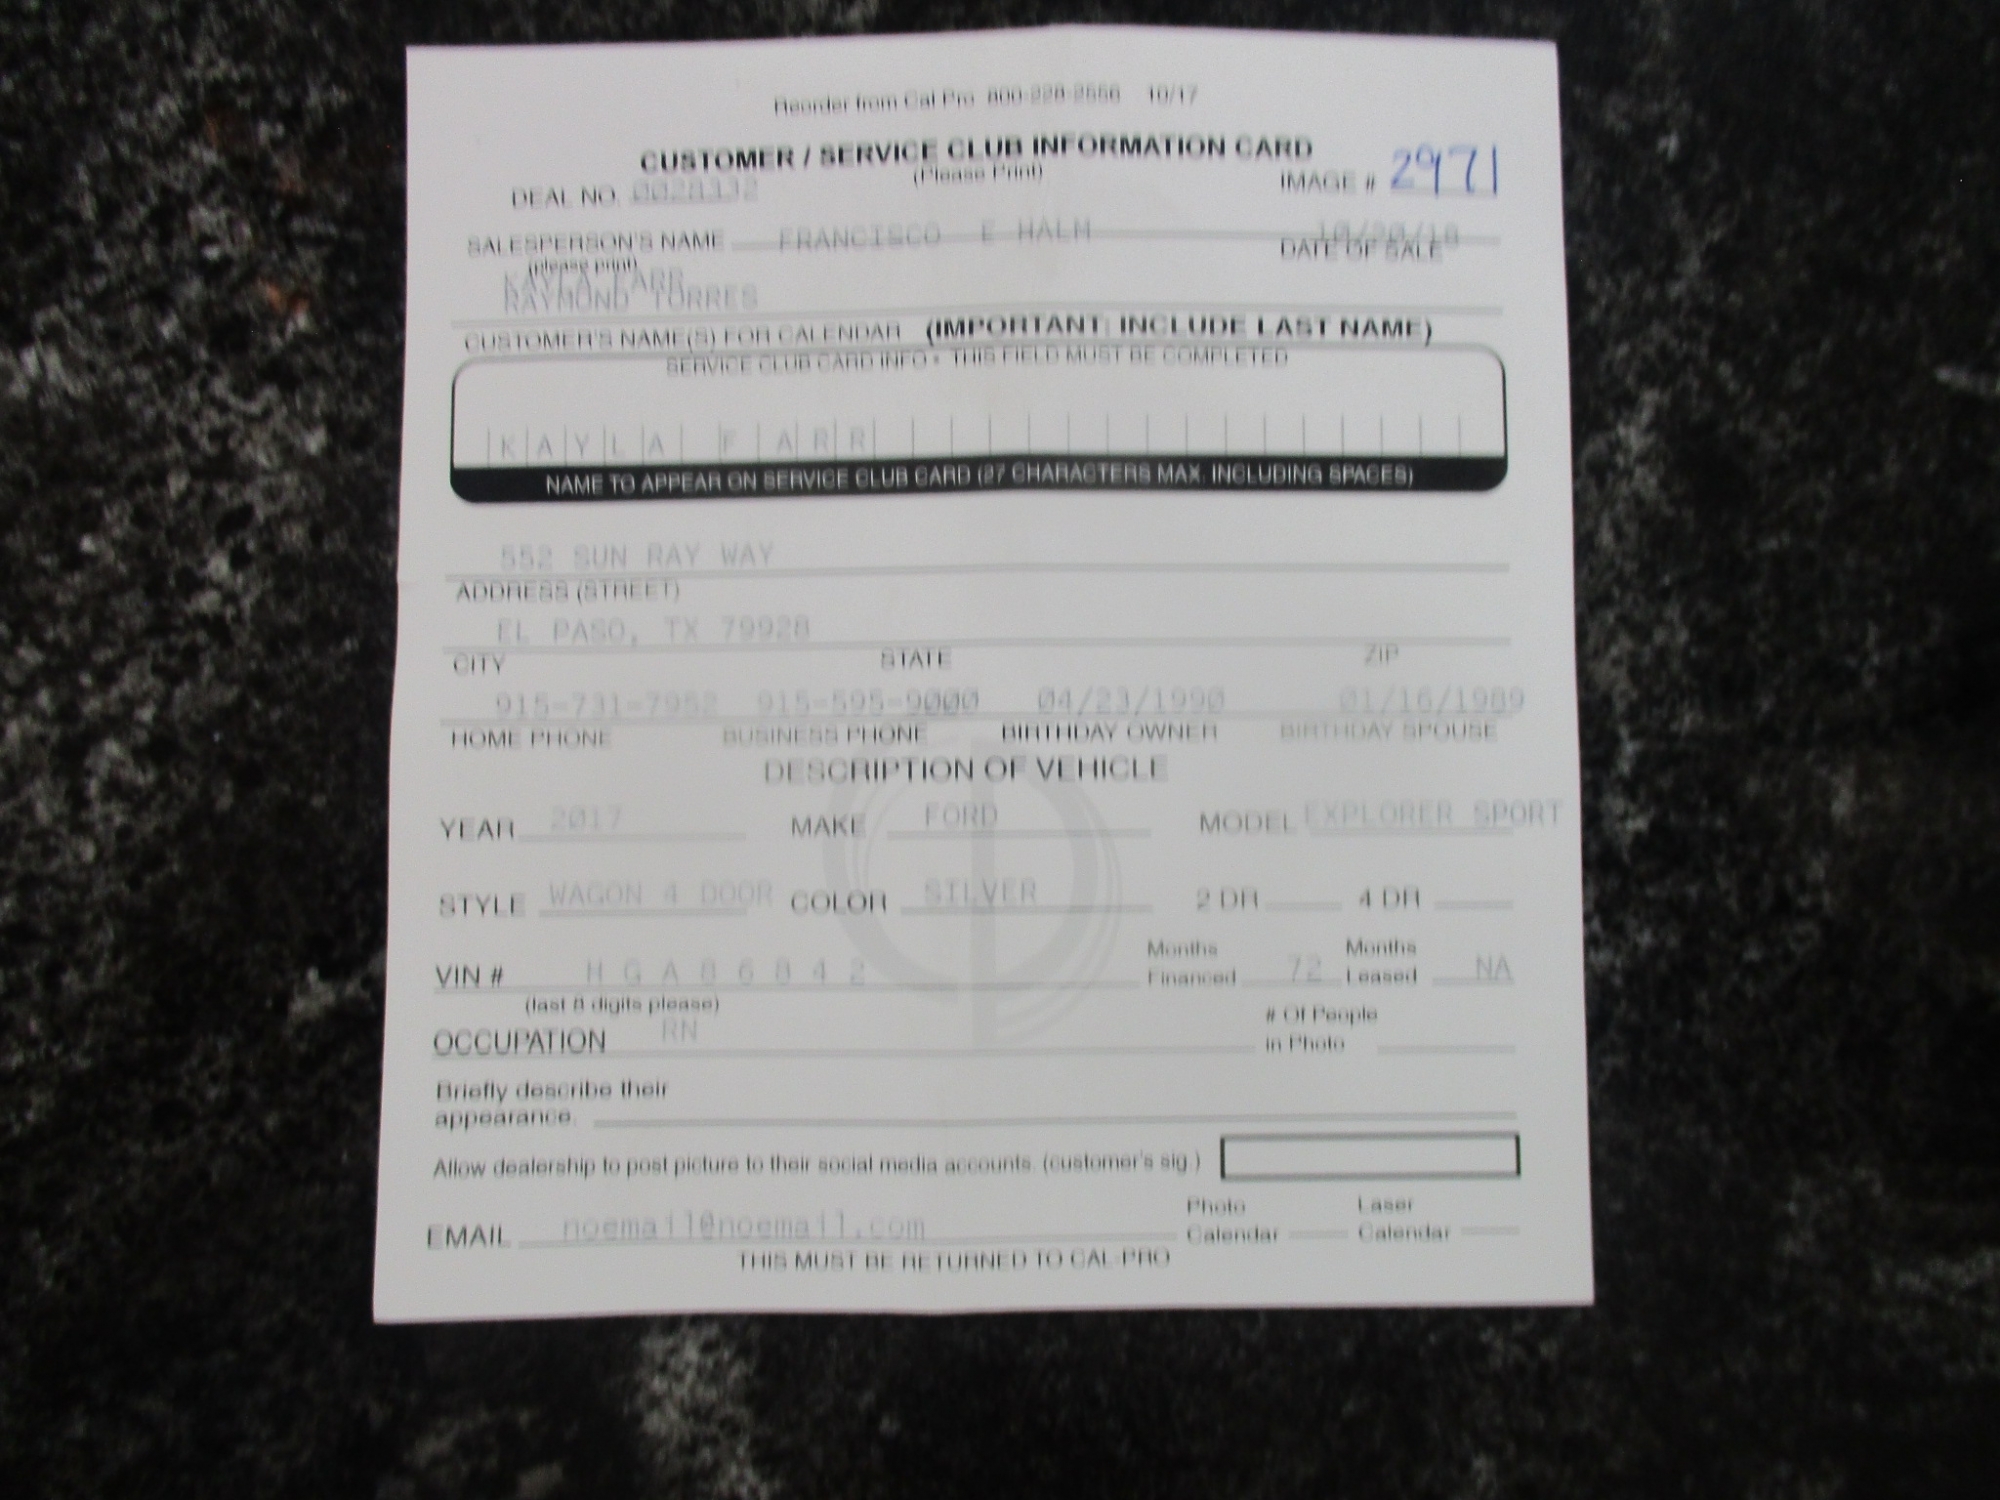 Reorder from Cal Pro 800-228-2556 10/17
CUSTOMER / SERVICE CLUB INFORMATION CARD
(Please Print)
DEAL NO. 0028332
IMAGE # 2971
SALESPERSON'S NAME FRANCISCO E HALM 10/20/18
(please print) DATE OF SALE
KAYLA FARR
RAYMOND TORRES
CUSTOMER'S NAME(S) FOR CALENDAR (IMPORTANT: INCLUDE LAST NAME)
SERVICE CLUB CARD INFO - THIS FIELD MUST BE COMPLETED
KAYLA FARR
NAME TO APPEAR ON SERVICE CLUB CARD (27 CHARACTERS MAX. INCLUDING SPACES)
552 SUN RAY WAY
ADDRESS (STREET)
EL PASO, TX 79928
CITY STATE ZIP
915-731-7952 915-595-9000 04/23/1990 01/16/1989
HOME PHONE BUSINESS PHONE BIRTHDAY OWNER BIRTHDAY SPOUSE
DESCRIPTION OF VEHICLE
YEAR 2017 MAKE FORD MODEL EXPLORER SPORT
STYLE WAGON 4 DOOR COLOR SILVER 2 DR 4 DR
VIN # HGA86842 Months Financed 72 Months Leased NA
(last 8 digits please)
OCCUPATION RN # Of People in Photo
Briefly describe their
appearance.
Allow dealership to post picture to their social media accounts. (customer's sig.)
EMAIL noemail@noemail.com Photo Calendar Laser Calendar
THIS MUST BE RETURNED TO CAL-PRO